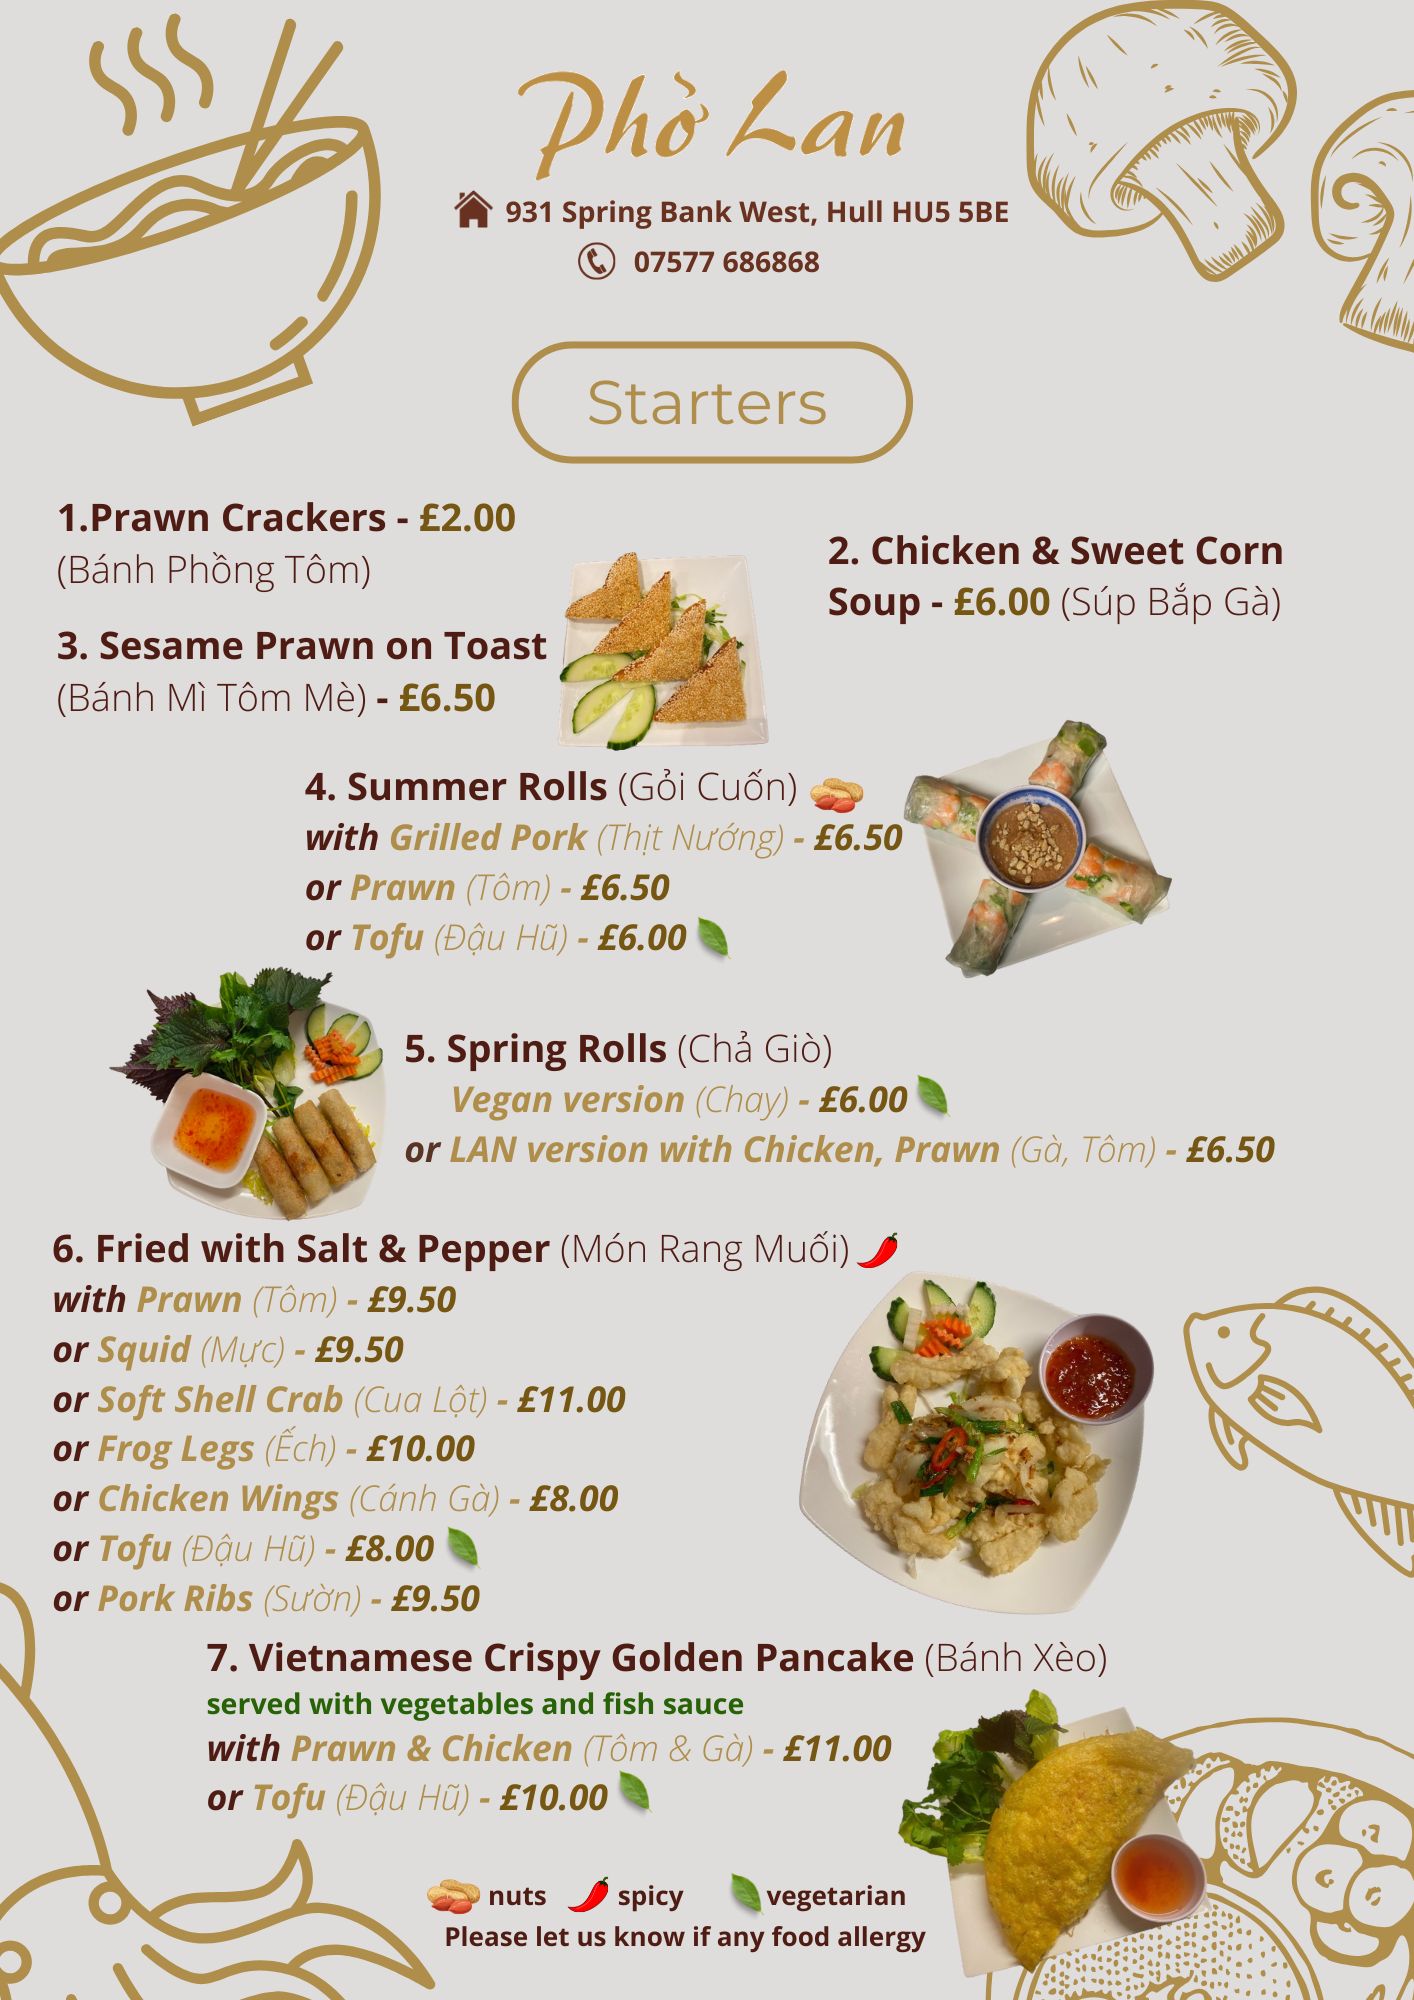 Phở Lan
931 Spring Bank West, Hull HU5 5BE
07577 686868
Starters
1.Prawn Crackers - £2.00
(Bánh Phồng Tôm)
2. Chicken & Sweet Corn
Soup - £6.00 (Súp Bắp Gà)
3. Sesame Prawn on Toast
(Bánh Mì Tôm Mè) - £6.50
4. Summer Rolls (Gỏi Cuốn)
with Grilled Pork (Thịt Nướng) - £6.50
or Prawn (Tôm) - £6.50
or Tofu (Đậu Hũ) - £6.00
5. Spring Rolls (Chả Giò)
Vegan version (Chay) - £6.00
or LAN version with Chicken, Prawn (Gà, Tôm) - £6.50
6. Fried with Salt & Pepper (Món Rang Muối)
with Prawn (Tôm) - £9.50
or Squid (Mực) - £9.50
or Soft Shell Crab (Cua Lột) - £11.00
or Frog Legs (Ếch) - £10.00
or Chicken Wings (Cánh Gà) - £8.00
or Tofu (Đậu Hũ) - £8.00
or Pork Ribs (Sườn) - £9.50
7. Vietnamese Crispy Golden Pancake (Bánh Xèo)
served with vegetables and fish sauce
with Prawn & Chicken (Tôm & Gà) - £11.00
or Tofu (Đậu Hũ) - £10.00
nuts spicy vegetarian
Please let us know if any food allergy